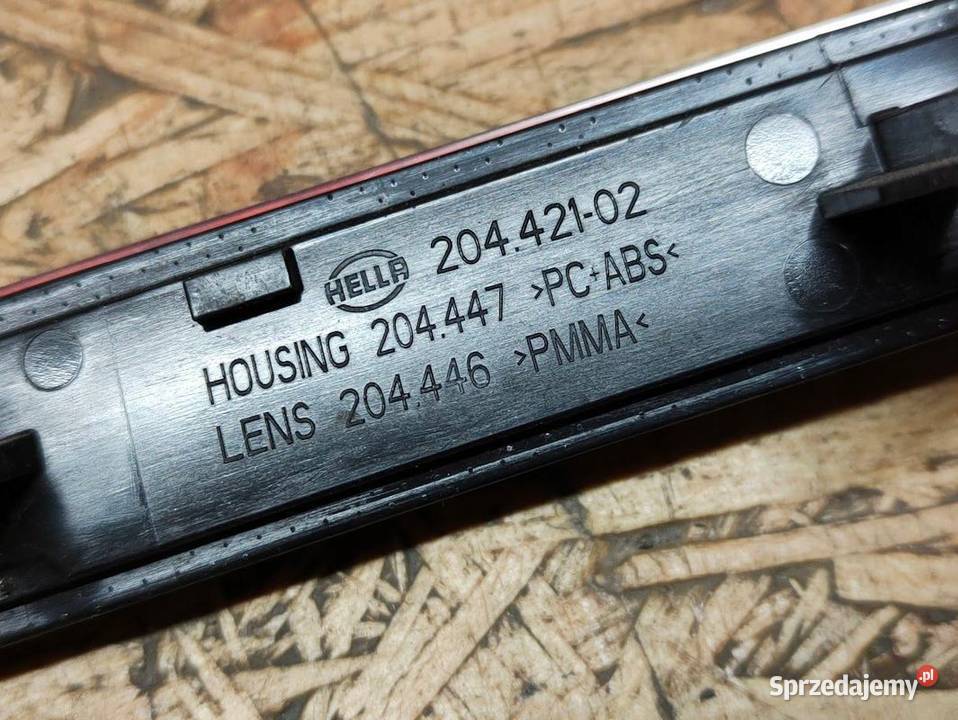 HELLA 204.421-02
HOUSING 204.447 >PC+ABS<
LENS 204.446 >PMMA<
Sprzedajemy.pl